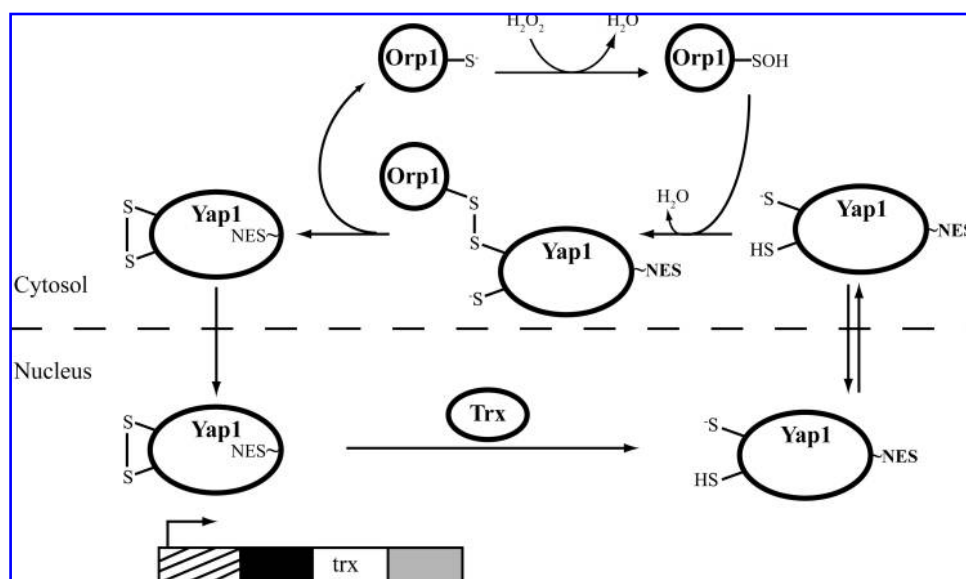 H₂O₂
H₂O
Orp1
S⁻
Orp1
SOH
Orp1
S
S
Yap1
NES
S
S
H₂O
Yap1
~NES
⁻S
⁻S
Yap1
~NES
HS
Cytosol
Nucleus
S
S
Yap1
NES
Trx
⁻S
Yap1
~NES
HS
trx